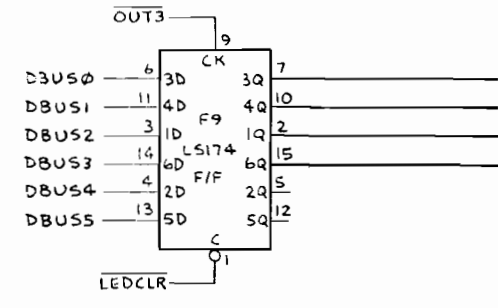 OUT3
9
CK
D3US0 6 3D 3Q 7
DBUS1 11 4D 4Q 10
F9
DBUS2 3 1D 1Q 2
LS174
DBUS3 14 6D 6Q 15
F/F
DBUS4 4 2D 2Q 5
DBUS5 13 5D 5Q 12
C
1
LEDCLR